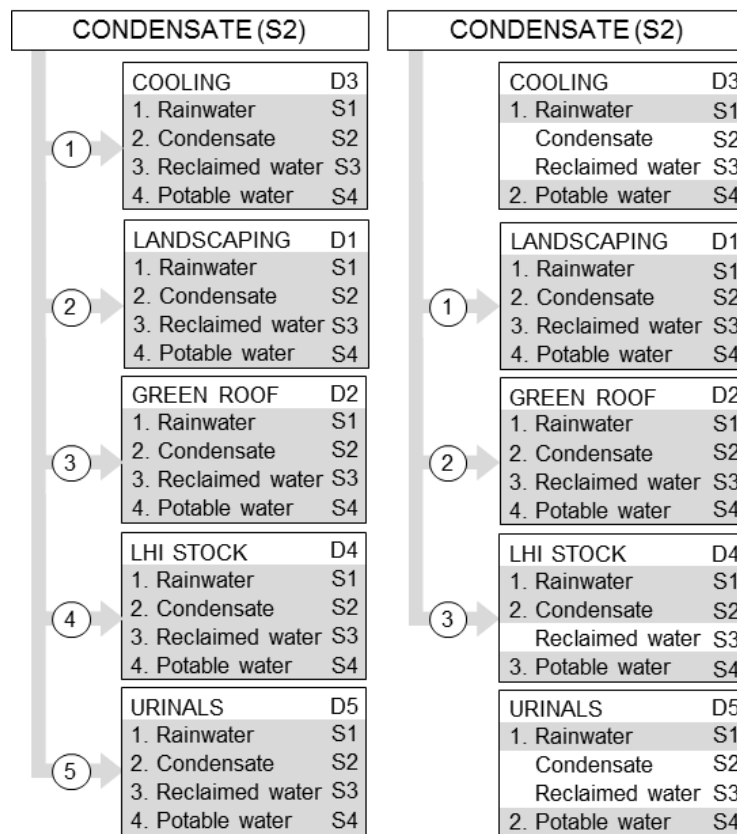 CONDENSATE (S2)
COOLING D3
1. Rainwater S1
1
2. Condensate S2
3. Reclaimed water S3
4. Potable water S4
LANDSCAPING D1
1. Rainwater S1
2
2. Condensate S2
3. Reclaimed water S3
4. Potable water S4
GREEN ROOF D2
1. Rainwater S1
3
2. Condensate S2
3. Reclaimed water S3
4. Potable water S4
LHI STOCK D4
1. Rainwater S1
4
2. Condensate S2
3. Reclaimed water S3
4. Potable water S4
URINALS D5
1. Rainwater S1
5
2. Condensate S2
3. Reclaimed water S3
4. Potable water S4
CONDENSATE (S2)
COOLING D3
1. Rainwater S1
Condensate S2
Reclaimed water S3
2. Potable water S4
LANDSCAPING D1
1. Rainwater S1
1
2. Condensate S2
3. Reclaimed water S3
4. Potable water S4
GREEN ROOF D2
1. Rainwater S1
2
2. Condensate S2
3. Reclaimed water S3
4. Potable water S4
LHI STOCK D4
1. Rainwater S1
3
2. Condensate S2
Reclaimed water S3
3. Potable water S4
URINALS D5
1. Rainwater S1
Condensate S2
Reclaimed water S3
2. Potable water S4